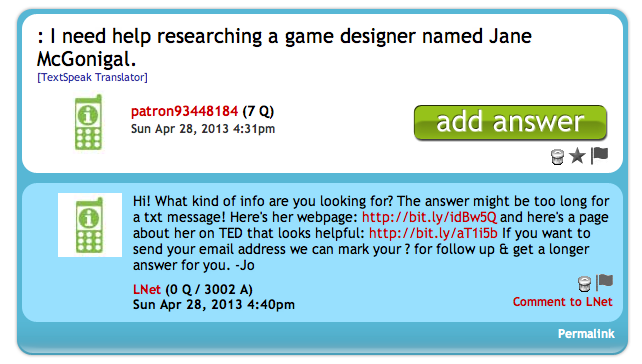 : I need help researching a game designer named Jane
McGonigal.
[TextSpeak Translator]
patron93448184 (7 Q)
Sun Apr 28, 2013 4:31pm
add answer
Hi! What kind of info are you looking for? The answer might be too long for
a txt message! Here's her webpage: http://bit.ly/idBw5Q and here's a page
about her on TED that looks helpful: http://bit.ly/aT1i5b If you want to
send your email address we can mark your ? for follow up & get a longer
answer for you. -Jo
LNet (0 Q / 3002 A)
Sun Apr 28, 2013 4:40pm
Comment to LNet
Permalink